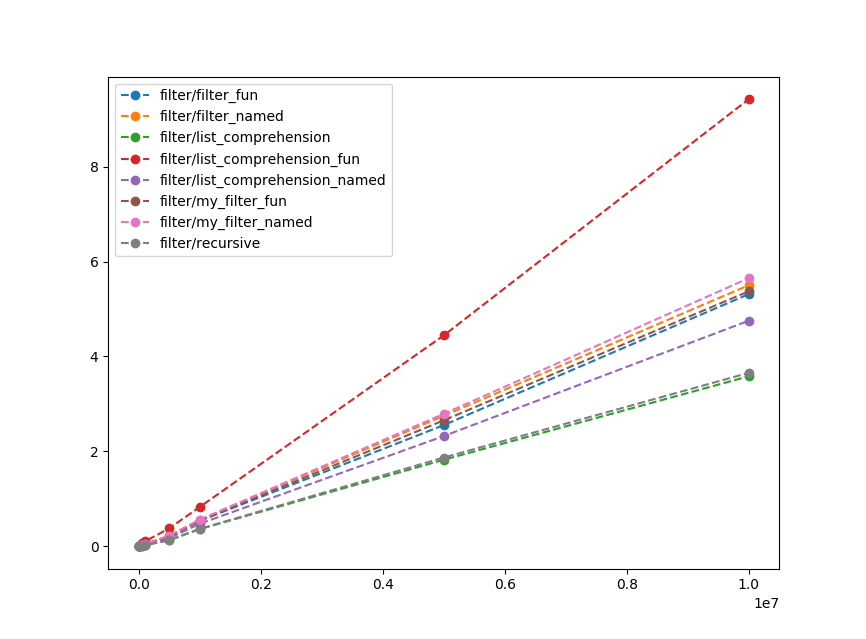 filter/filter_fun
filter/filter_named
filter/list_comprehension
filter/list_comprehension_fun
filter/list_comprehension_named
filter/my_filter_fun
filter/my_filter_named
filter/recursive
8
6
4
2
0
0.0 0.2 0.4 0.6 0.8 1.0
1e7